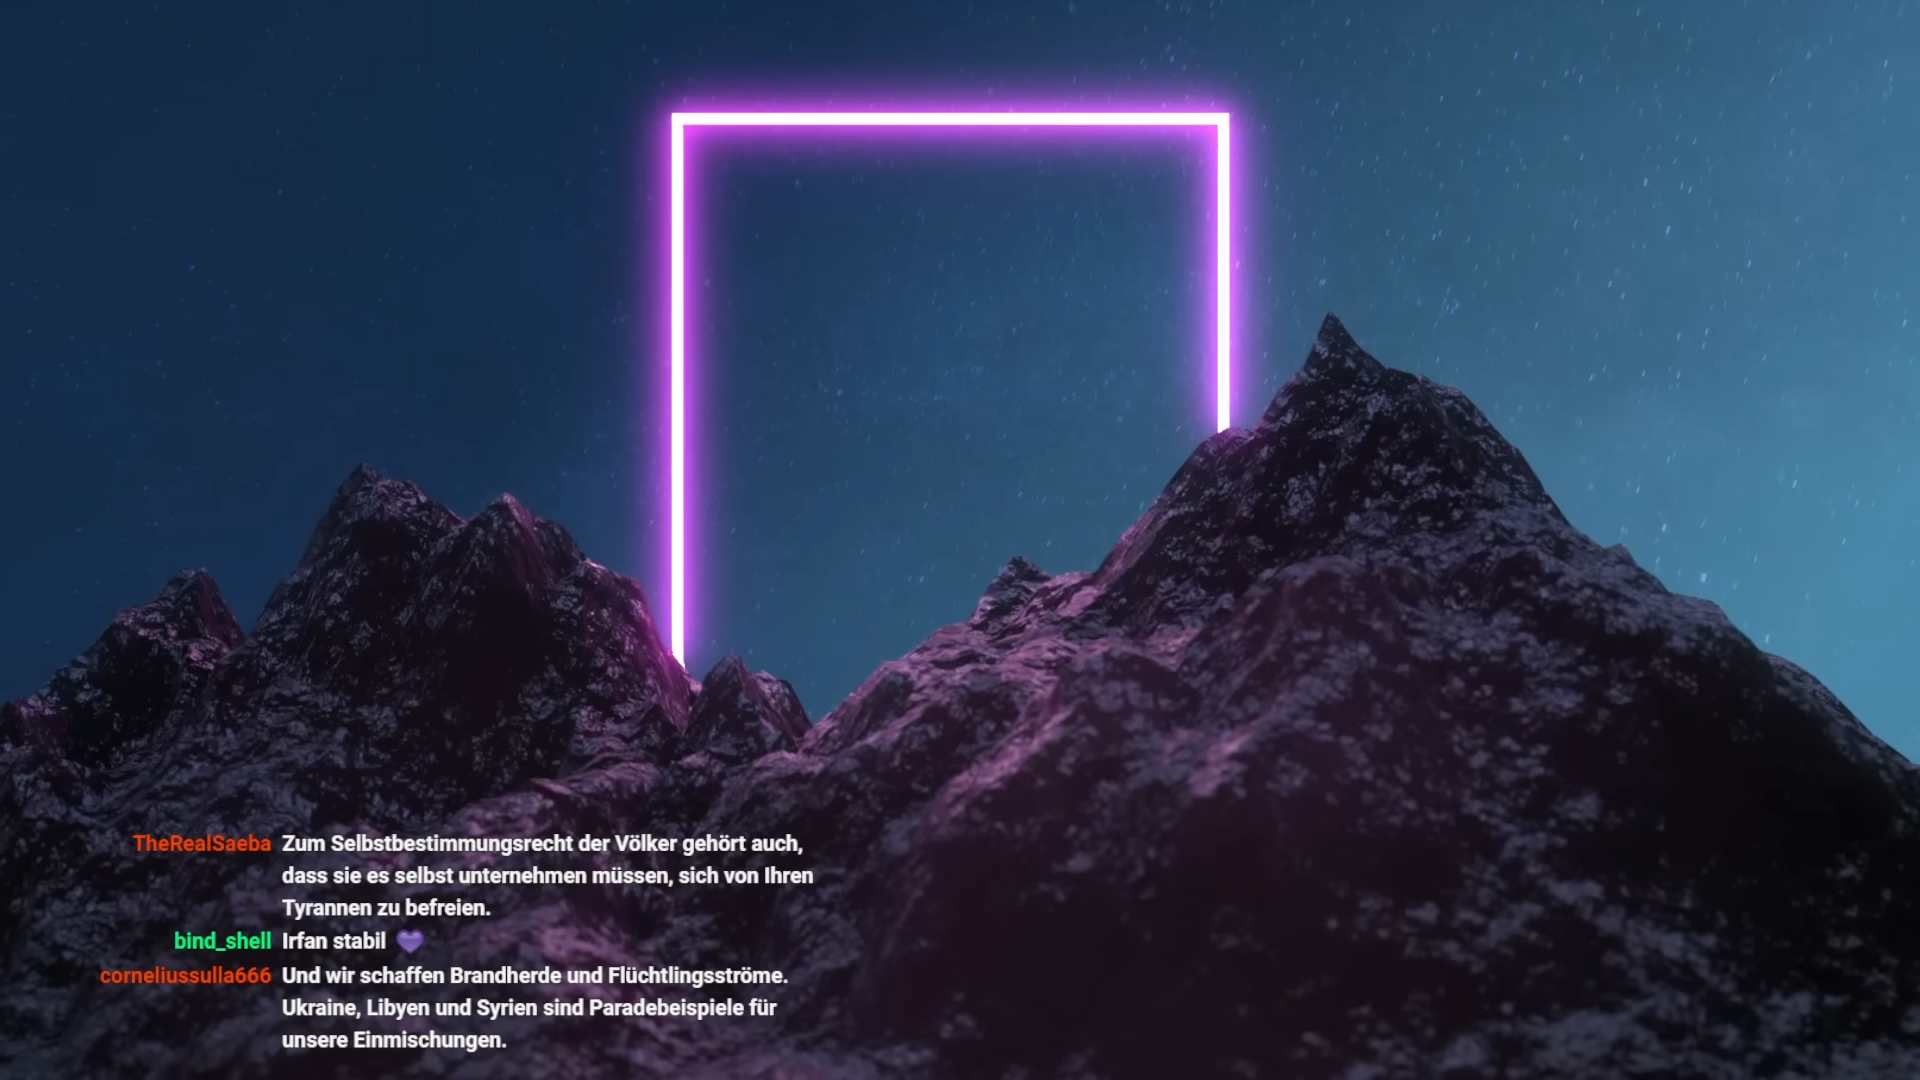 TheRealSaeba Zum Selbstbestimmungsrecht der Völker gehört auch,
dass sie es selbst unternehmen müssen, sich von Ihren
Tyrannen zu befreien.
bind_shell Irfan stabil 💜
corneliussulla666 Und wir schaffen Brandherde und Flüchtlingsströme.
Ukraine, Libyen und Syrien sind Paradebeispiele für
unsere Einmischungen.